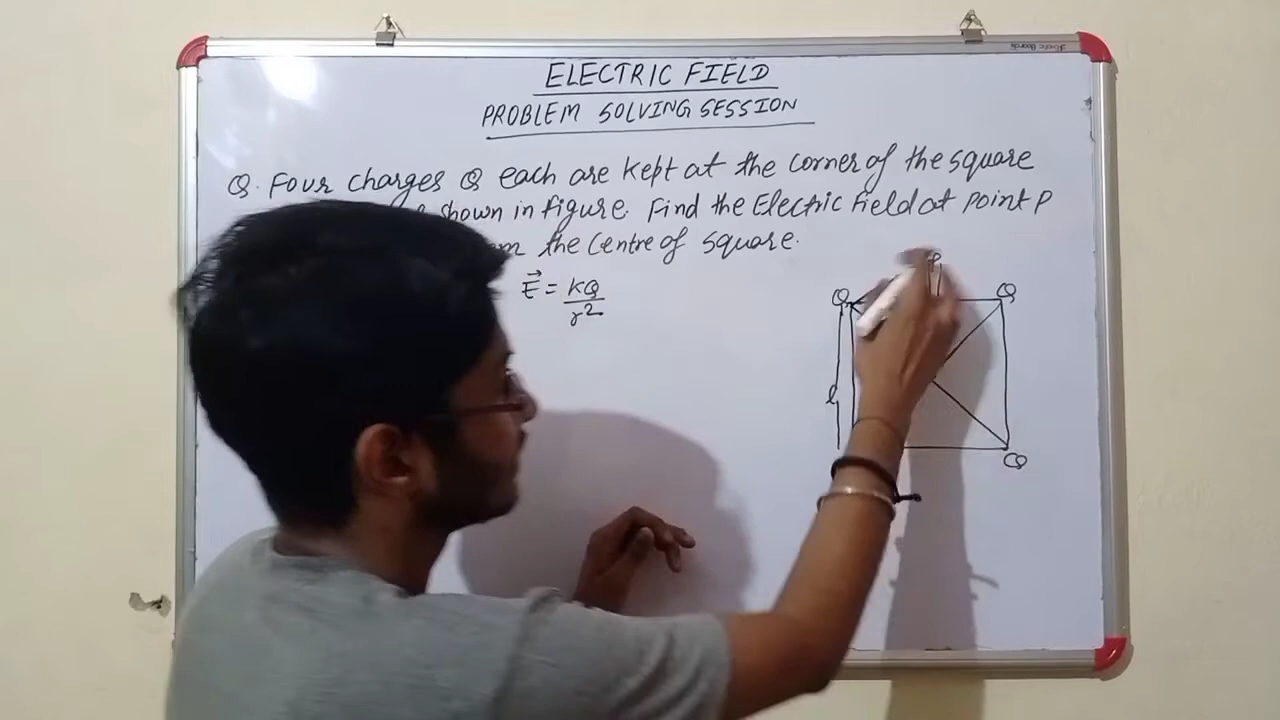 ELECTRIC FIELD
PROBLEM SOLVING SESSION
Q. Four charges Q each are kept at the corner of the square
shown in figure. Find the Electric Field at point P
the Centre of square.
E⃗ = kQ
r²
P
Q
Q
l
Q